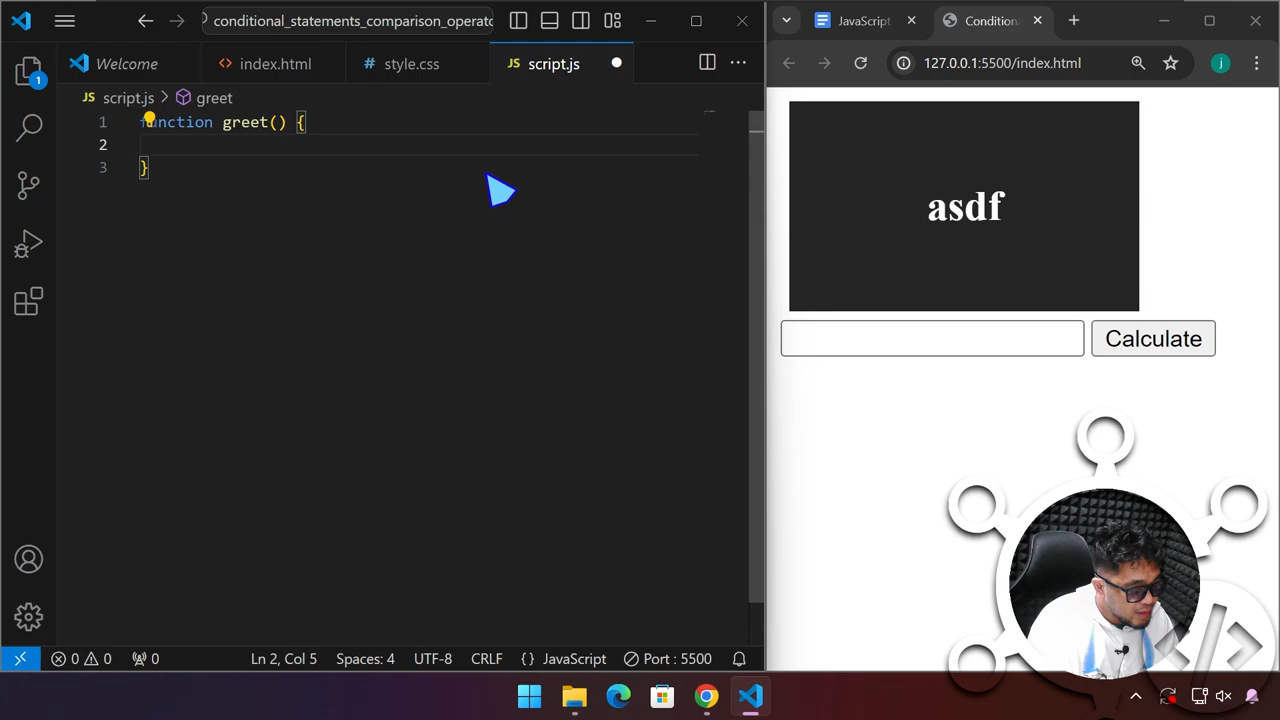 conditional_statements_comparison_operato
Welcome
<> index.html
# style.css
JS script.js
JS script.js > greet
1 function greet() {
2
3 }
0 0 0
Ln 2, Col 5
Spaces: 4
UTF-8
CRLF
{} JavaScript
Port : 5500
1
JavaScript
Condition
127.0.0.1:5500/index.html
j
asdf
Calculate
</>